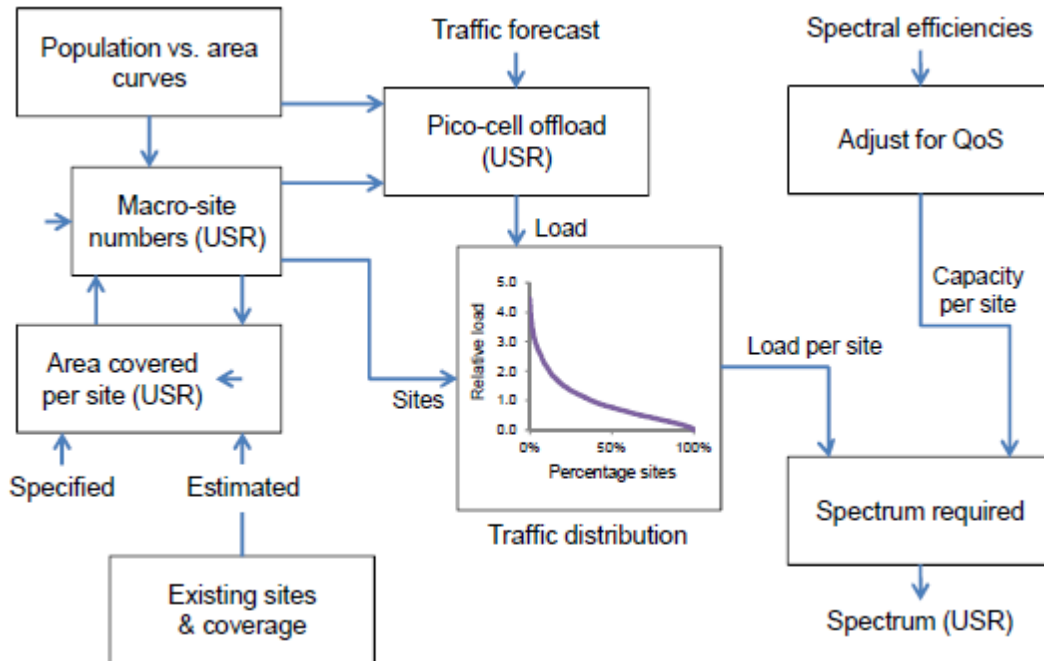 Population vs. area
curves
Traffic forecast
Spectral efficiencies
Pico-cell offload
(USR)
Adjust for QoS
Macro-site
numbers (USR)
Load
Capacity
per site
Area covered
per site (USR)
Sites
Relative load
5.0
4.0
3.0
2.0
1.0
0.0
0%
50%
100%
Percentage sites
Load per site
Specified
Estimated
Traffic distribution
Spectrum required
Existing sites
& coverage
Spectrum (USR)